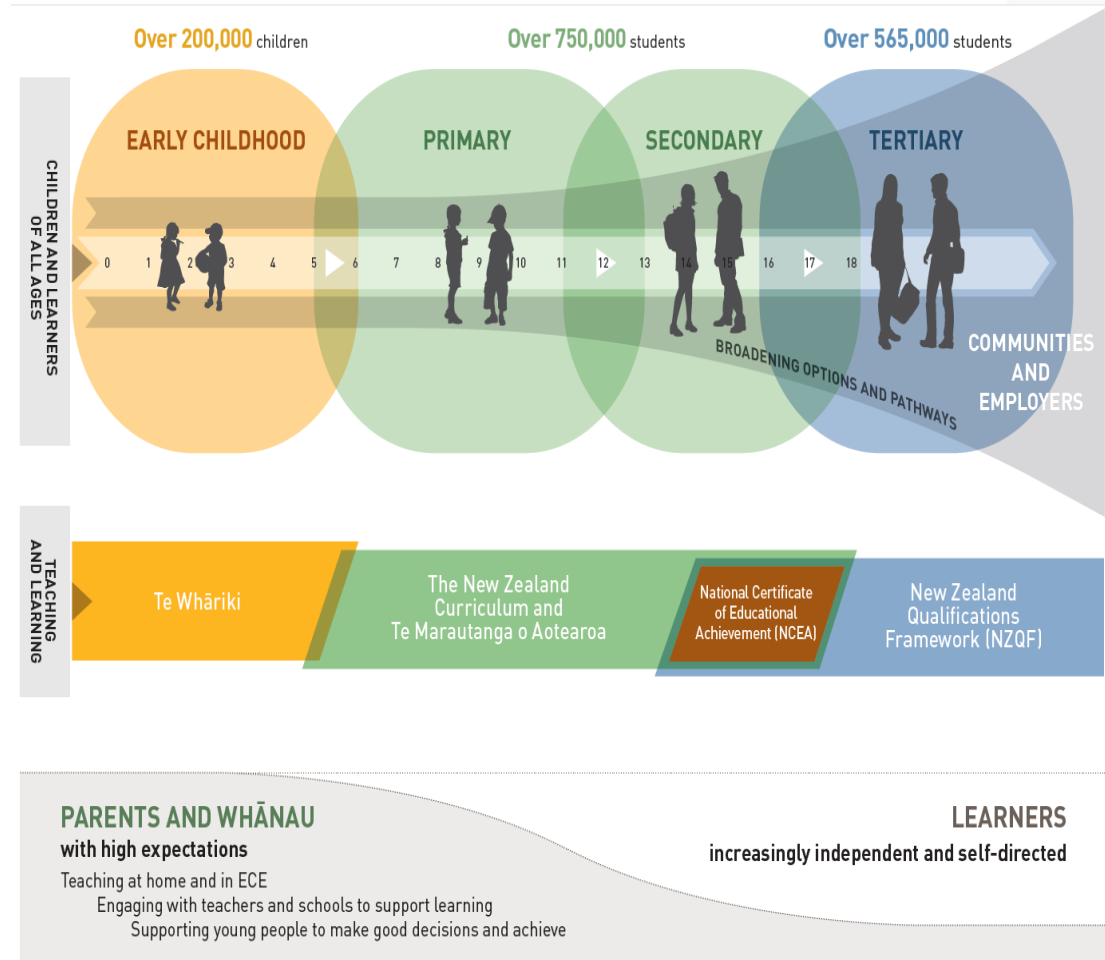 Over 200,000 children
Over 750,000 students
Over 565,000 students
CHILDREN AND LEARNERS
OF ALL AGES
EARLY CHILDHOOD
PRIMARY
SECONDARY
TERTIARY
0 1 2 3 4 5 6 7 8 9 10 11 12 13 14 15 16 17 18
BROADENING OPTIONS AND PATHWAYS
COMMUNITIES
AND
EMPLOYERS
TEACHING
AND LEARNING
Te Whāriki
The New Zealand
Curriculum and
Te Marautanga o Aotearoa
National Certificate
of Educational
Achievement (NCEA)
New Zealand
Qualifications
Framework (NZQF)
PARENTS AND WHĀNAU
with high expectations
Teaching at home and in ECE
Engaging with teachers and schools to support learning
Supporting young people to make good decisions and achieve
LEARNERS
increasingly independent and self-directed